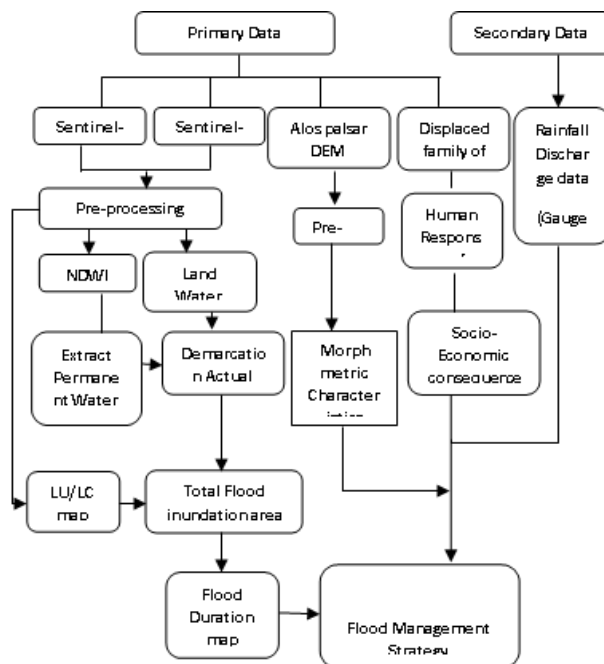 Primary Data
Secondary Data
Sentinel-
Sentinel-
Alos palsar
DEM
Displaced
family of
Rainfall
Dischar
ge data
(Gauge
Pre-processing
Pre-
Human
Respons
NDWI
Land
Water
Extract
Permane
nt Water
Demarcatio
n Actual
Morph
metric
Character
Socio-
Economic
consequence
LU/LC
map
Total Flood
inundation area
Flood
Duration
map
Flood Management
Strategy